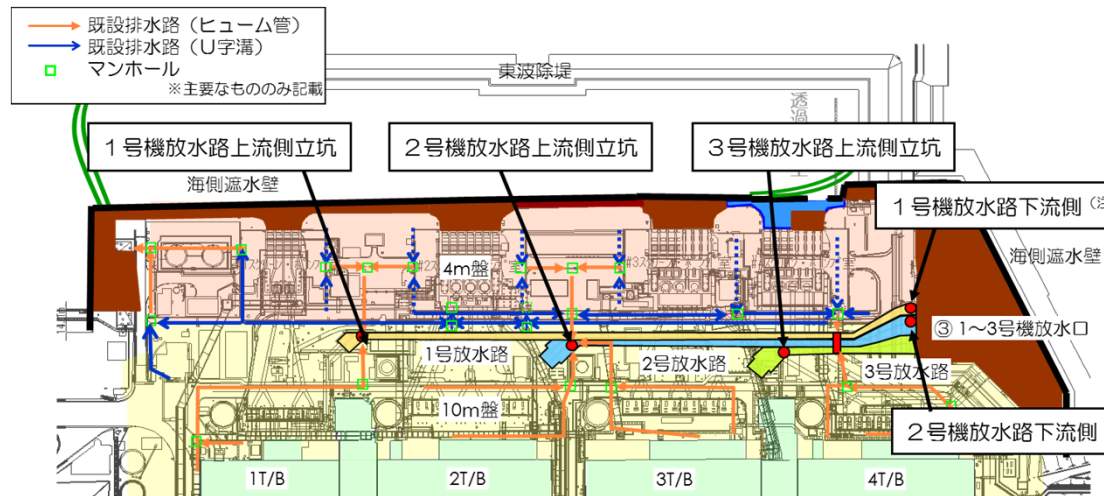 既設排水路（ヒューム管）
既設排水路（U字溝）
マンホール
※主要なもののみ記載
東波除堤
透過
1号機放水路上流側立坑
2号機放水路上流側立坑
3号機放水路上流側立坑
海側遮水壁
1号機放水路下流側（注
海側遮水壁
4m盤
③ 1～3号機放水口
1号放水路
2号放水路
3号放水路
10m盤
2号機放水路下流側
1T/B
2T/B
3T/B
4T/B